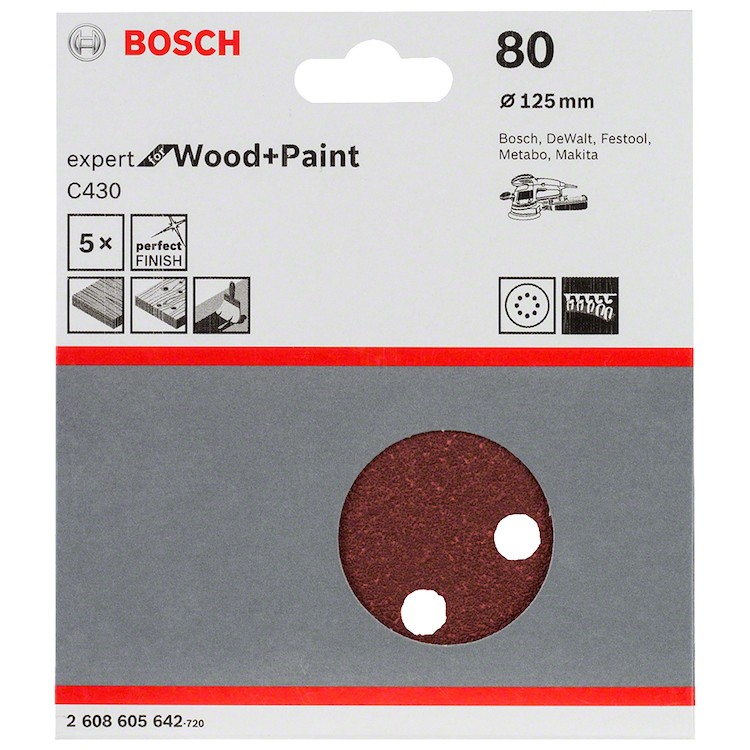 BOSCH
80
Ø 125 mm
Bosch, DeWalt, Festool,
Metabo, Makita
expert for Wood+Paint
C430
5×
perfect
FINISH
2 608 605 642-720